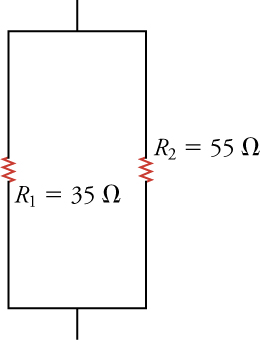 R₂ = 55 Ω
R₁ = 35 Ω